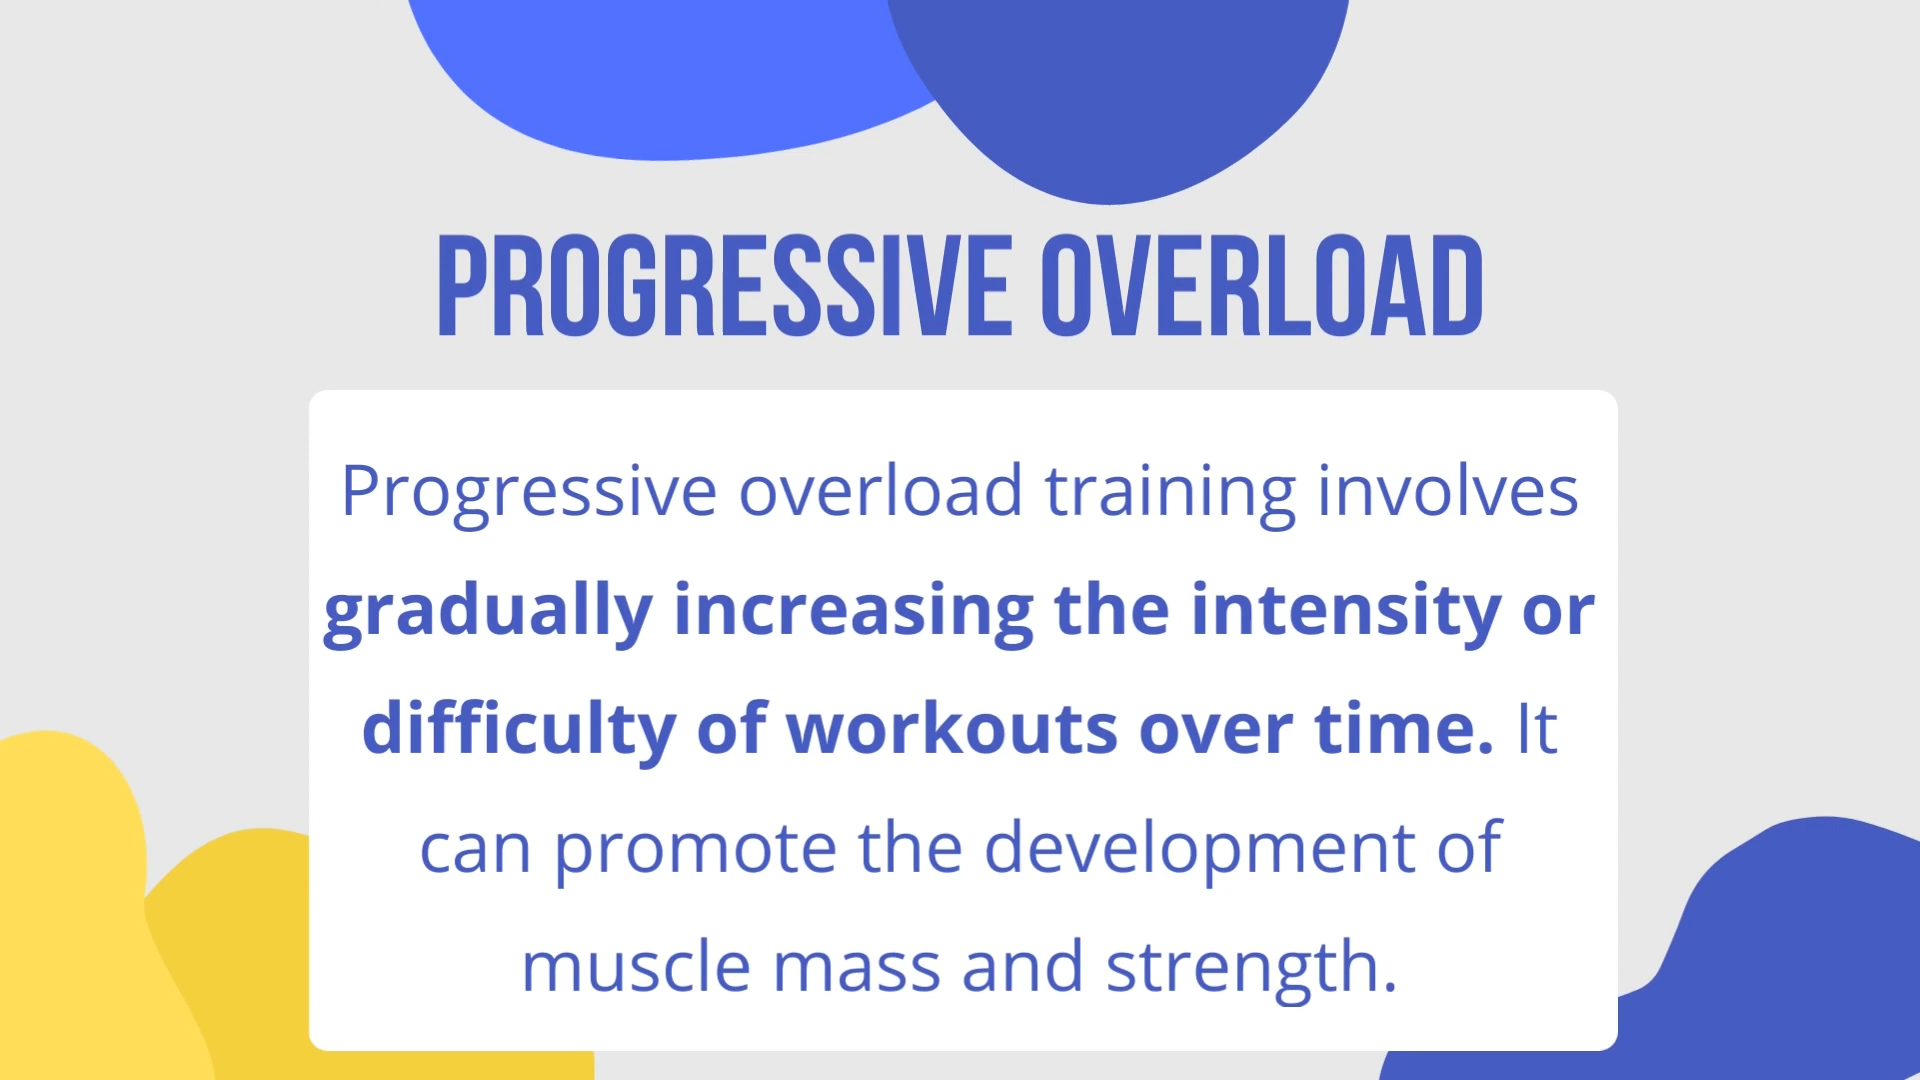 PROGRESSIVE OVERLOAD
Progressive overload training involves
gradually increasing the intensity or
difficulty of workouts over time. It
can promote the development of
muscle mass and strength.